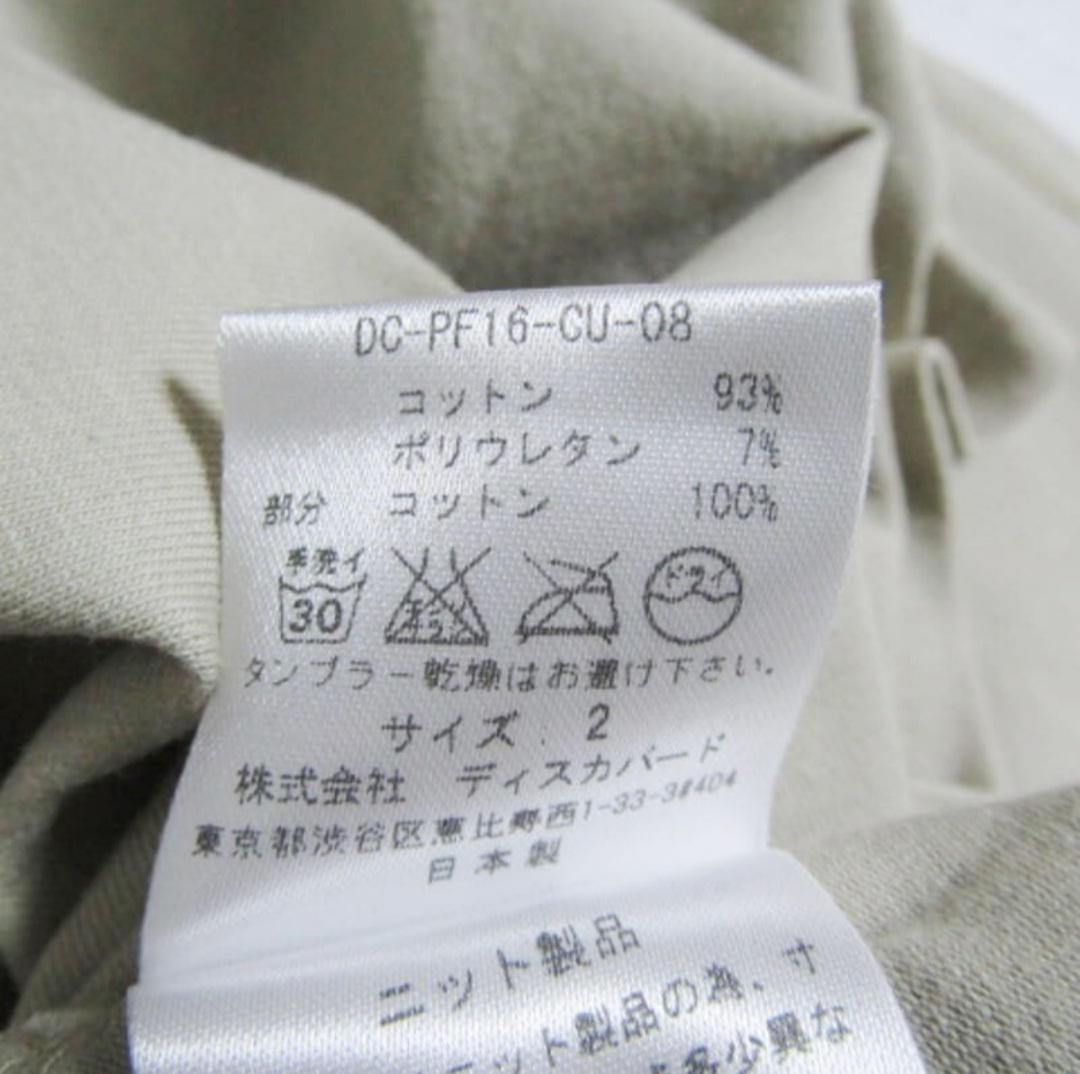 DC-PF16-CU-08
コットン 93%
ポリウレタン 7%
部分 コットン 100%
30 ドライ
タンブラー乾燥はお避け下さい.
サイズ: 2
株式会社 ディスカバード
東京都渋谷区恵比寿西1-33-3#404
日本製
ニット製品
ニット製品の為、寸
多少異な